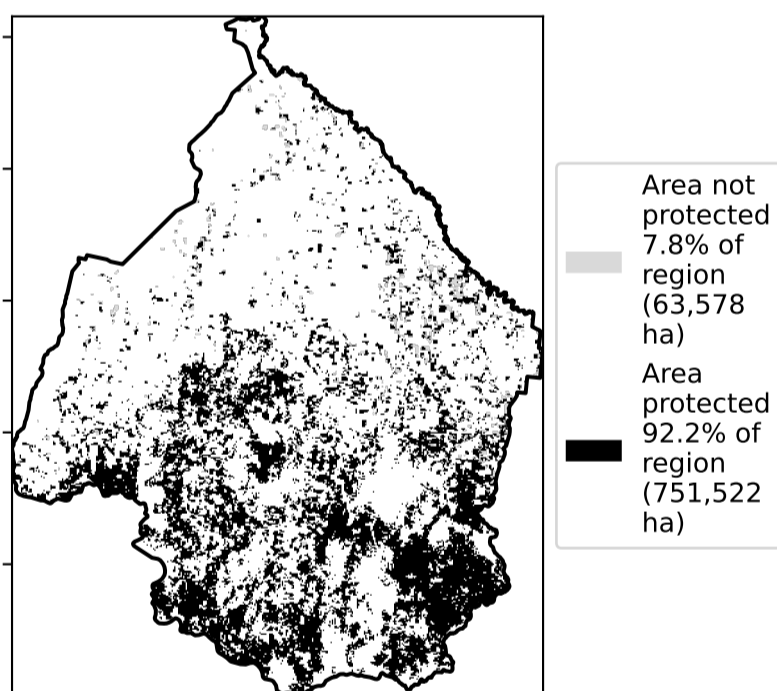 Area not
protected
7.8% of
region
(63,578
ha)
Area
protected
92.2% of
region
(751,522
ha)